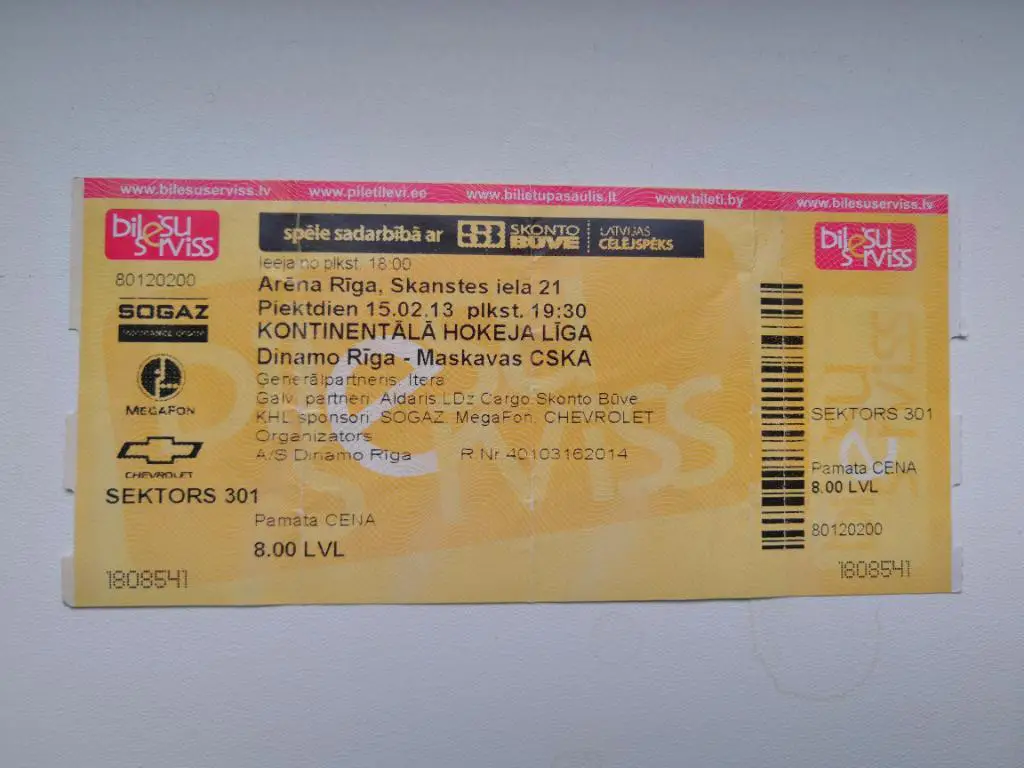 www.bilesuserviss.lv www.piletilevi.ee www.bilietupasaulis.lt www.bileti.by www.bilesuserviss.lv
biļešu serviss
80120200
SOGAZ
MEGAFON
CHEVROLET
SEKTORS 301
1808541
spēle sadarbībā ar SKONTO BŪVE LATVIJAS CĒLĒJSPĒKS
Ieeja no plkst. 18:00
Arēna Rīga, Skanstes iela 21
Piektdien 15.02.13 plkst. 19:30
KONTINENTĀLĀ HOKEJA LĪGA
Dinamo Rīga - Maskavas CSKA
Ģenerālpartneris: Itera
Galv. partneri: Aldaris, LDz Cargo, Skonto Būve
KHL sponsori: SOGAZ, MegaFon, CHEVROLET
Organizators
A/S Dinamo Rīga R.Nr.40103162014
Pamata CENA
8.00 LVL
biļešu serviss
SEKTORS 301
Pamata CENA
8.00 LVL
80120200
1808541